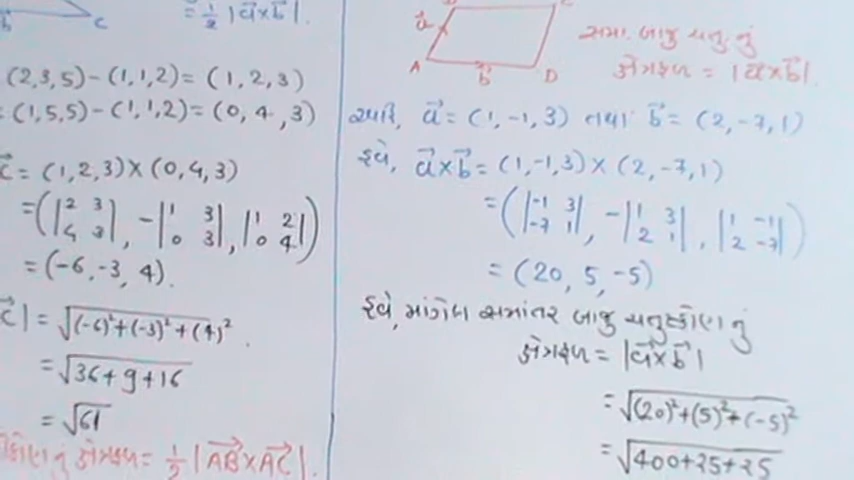 = 1/2 |a⃗×b⃗|.
b⃗ C
(2,3,5)-(1,1,2)=(1,2,3)
=(1,5,5)-(1,1,2)=(0,4,3)
C⃗ = (1,2,3)×(0,4,3)
=(|2 3|, -|1 3|, |1 2|)
4 3 0 3 0 4
=(-6,-3,4).
C⃗| = √(-6)²+(-3)²+(4)².
= √36+9+16
= √61
નું ક્ષેત્રફળ = 1/2 |AB⃗×AC⃗|.
a⃗
A b⃗ D
સમા. બાજુ ચતુ. નું
ક્ષેત્રફળ = |a⃗×b⃗|.
અહીં, a⃗ = (1,-1,3) તથા b⃗ = (2,-7,1)
હવે, a⃗×b⃗ = (1,-1,3)×(2,-7,1)
=(|-1 3|, -|1 3|, |1 -1|)
-7 1 2 1 2 -7
= (20, 5, -5)
હવે, માંગેલ સમાંતર બાજુ ચતુષ્કોણ નું
ક્ષેત્રફળ = |a⃗×b⃗|
= √(20)²+(5)²+(-5)²
= √400+25+25